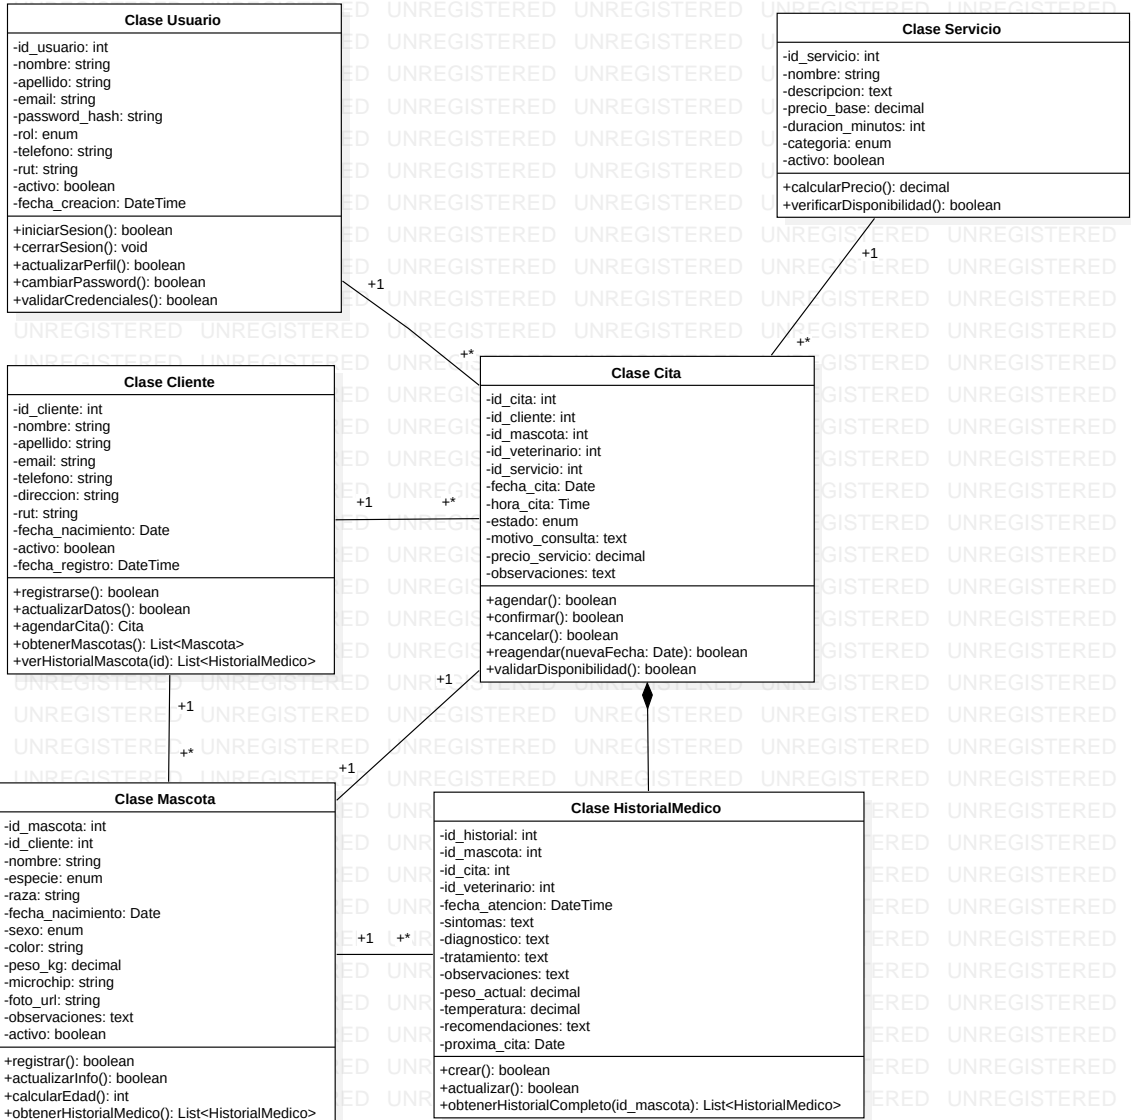 Clase Usuario
-id_usuario: int
-nombre: string
-apellido: string
-email: string
-password_hash: string
-rol: enum
-telefono: string
-rut: string
-activo: boolean
-fecha_creacion: DateTime
+iniciarSesion(): boolean
+cerrarSesion(): void
+actualizarPerfil(): boolean
+cambiarPassword(): boolean
+validarCredenciales(): boolean
+1
+*
Clase Servicio
-id_servicio: int
-nombre: string
-descripcion: text
-precio_base: decimal
-duracion_minutos: int
-categoria: enum
-activo: boolean
+calcularPrecio(): decimal
+verificarDisponibilidad(): boolean
+1
+*
Clase Cliente
-id_cliente: int
-nombre: string
-apellido: string
-email: string
-telefono: string
-direccion: string
-rut: string
-fecha_nacimiento: Date
-activo: boolean
-fecha_registro: DateTime
+registrarse(): boolean
+actualizarDatos(): boolean
+agendarCita(): Cita
+obtenerMascotas(): List<Mascota>
+verHistorialMascota(id): List<HistorialMedico>
+1 +*
Clase Cita
-id_cita: int
-id_cliente: int
-id_mascota: int
-id_veterinario: int
-id_servicio: int
-fecha_cita: Date
-hora_cita: Time
-estado: enum
-motivo_consulta: text
-precio_servicio: decimal
-observaciones: text
+agendar(): boolean
+confirmar(): boolean
+cancelar(): boolean
+reagendar(nuevaFecha: Date): boolean
+validarDisponibilidad(): boolean
+1
+1
+1
+*
Clase Mascota
-id_mascota: int
-id_cliente: int
-nombre: string
-especie: enum
-raza: string
-fecha_nacimiento: Date
-sexo: enum
-color: string
-peso_kg: decimal
-microchip: string
-foto_url: string
-observaciones: text
-activo: boolean
+registrar(): boolean
+actualizarInfo(): boolean
+calcularEdad(): int
+obtenerHistorialMedico(): List<HistorialMedico>
+1 +*
Clase HistorialMedico
-id_historial: int
-id_mascota: int
-id_cita: int
-id_veterinario: int
-fecha_atencion: DateTime
-sintomas: text
-diagnostico: text
-tratamiento: text
-observaciones: text
-peso_actual: decimal
-temperatura: decimal
-recomendaciones: text
-proxima_cita: Date
+crear(): boolean
+actualizar(): boolean
+obtenerHistorialCompleto(id_mascota): List<HistorialMedico>
UNREGISTERED